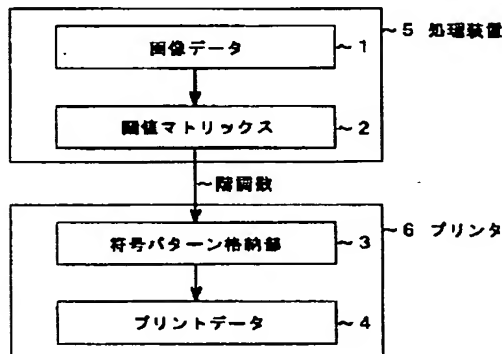 画像データ ~1
~5 処理装置
閾値マトリックス ~2
~階調数
符号パターン格納部 ~3
~6 プリンタ
プリントデータ ~4